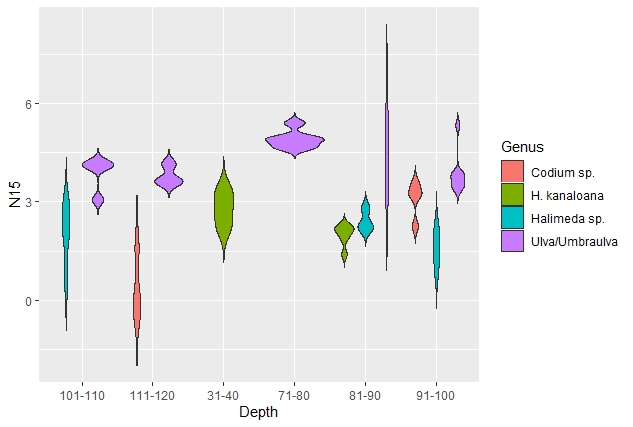 Genus
Codium sp.
H. kanaloana
Halimeda sp.
Ulva/Umbraulva
N15
6
3
0
101-110 111-120 31-40 71-80 81-90 91-100
Depth